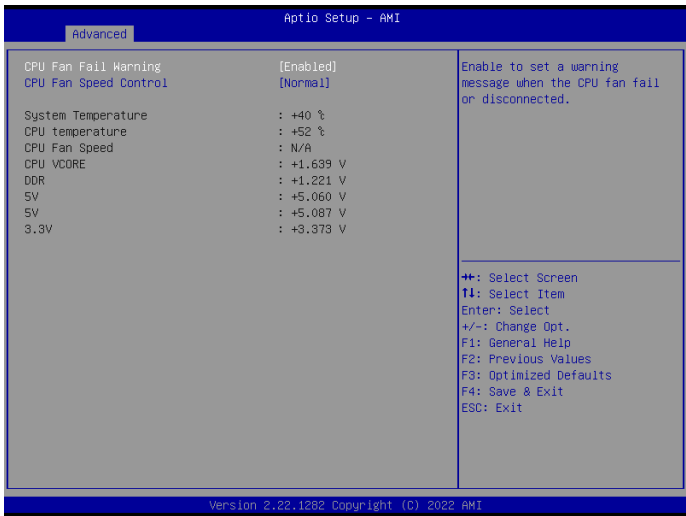 Aptio Setup – AMI
Advanced
CPU Fan Fail Warning [Enabled]
CPU Fan Speed Control [Normal]
System Temperature : +40 %
CPU temperature : +52 %
CPU Fan Speed : N/A
CPU VCORE : +1.639 V
DDR : +1.221 V
5V : +5.060 V
5V : +5.087 V
3.3V : +3.373 V
Enable to set a warning
message when the CPU fan fail
or disconnected.
→←: Select Screen
↑↓: Select Item
Enter: Select
+/-: Change Opt.
F1: General Help
F2: Previous Values
F3: Optimized Defaults
F4: Save & Exit
ESC: Exit
Version 2.22.1282 Copyright (C) 2022 AMI